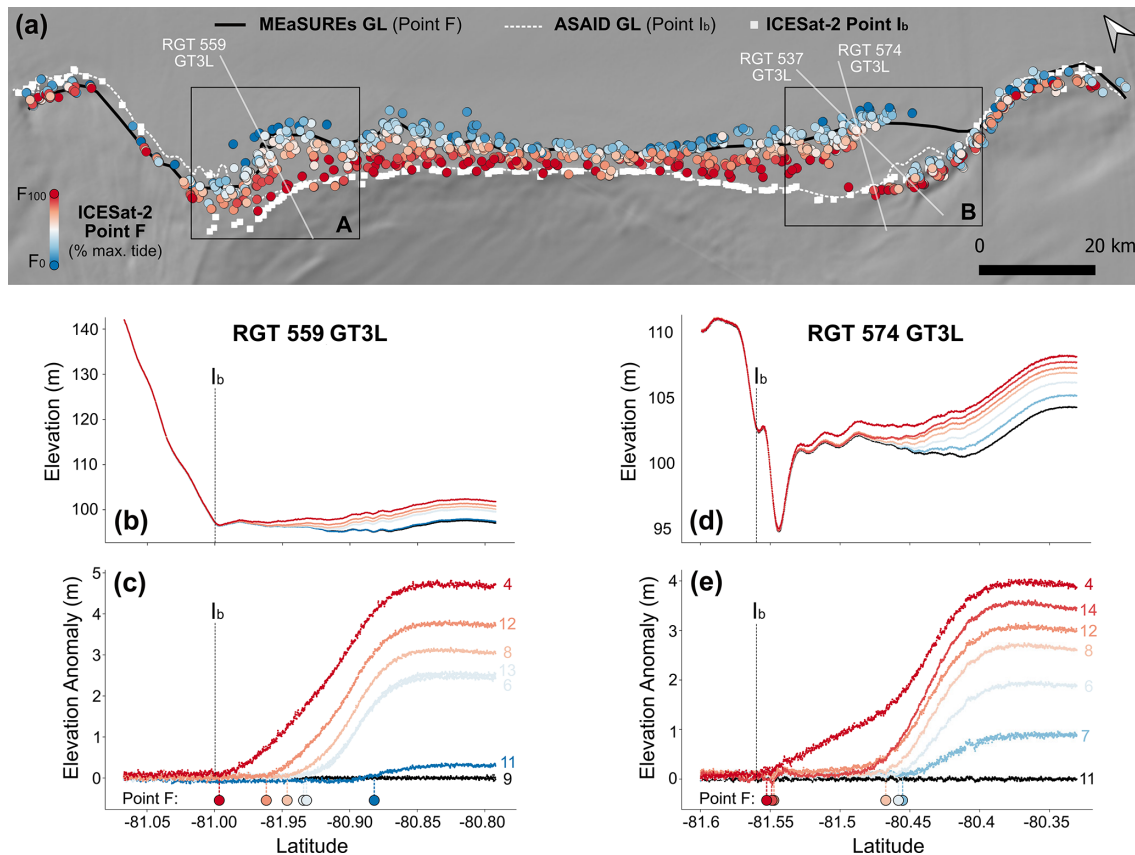 (a)
MEaSUREs GL (Point F)
ASAID GL (Point Ib)
ICESat-2 Point Ib
RGT 559
GT3L
RGT 537
GT3L
RGT 574
GT3L
F100
ICESat-2
Point F
(% max. tide)
F0
A
B
0 20 km
RGT 559 GT3L
Ib
Elevation (m)
140
130
120
110
100
(b)
RGT 574 GT3L
Ib
Elevation (m)
110
105
100
95
(d)
(c)
Ib
Elevation Anomaly (m)
5
4
3
2
1
0
4
12
8
13
6
11
9
Point F:
-81.05 -81.00 -81.95 -80.90 -80.85 -80.80
Latitude
(e)
Ib
Elevation Anomaly (m)
4
3
2
1
0
4
14
12
8
6
7
11
Point F:
-81.6 -81.55 -81.5 -81.45 -80.4 -80.35
Latitude